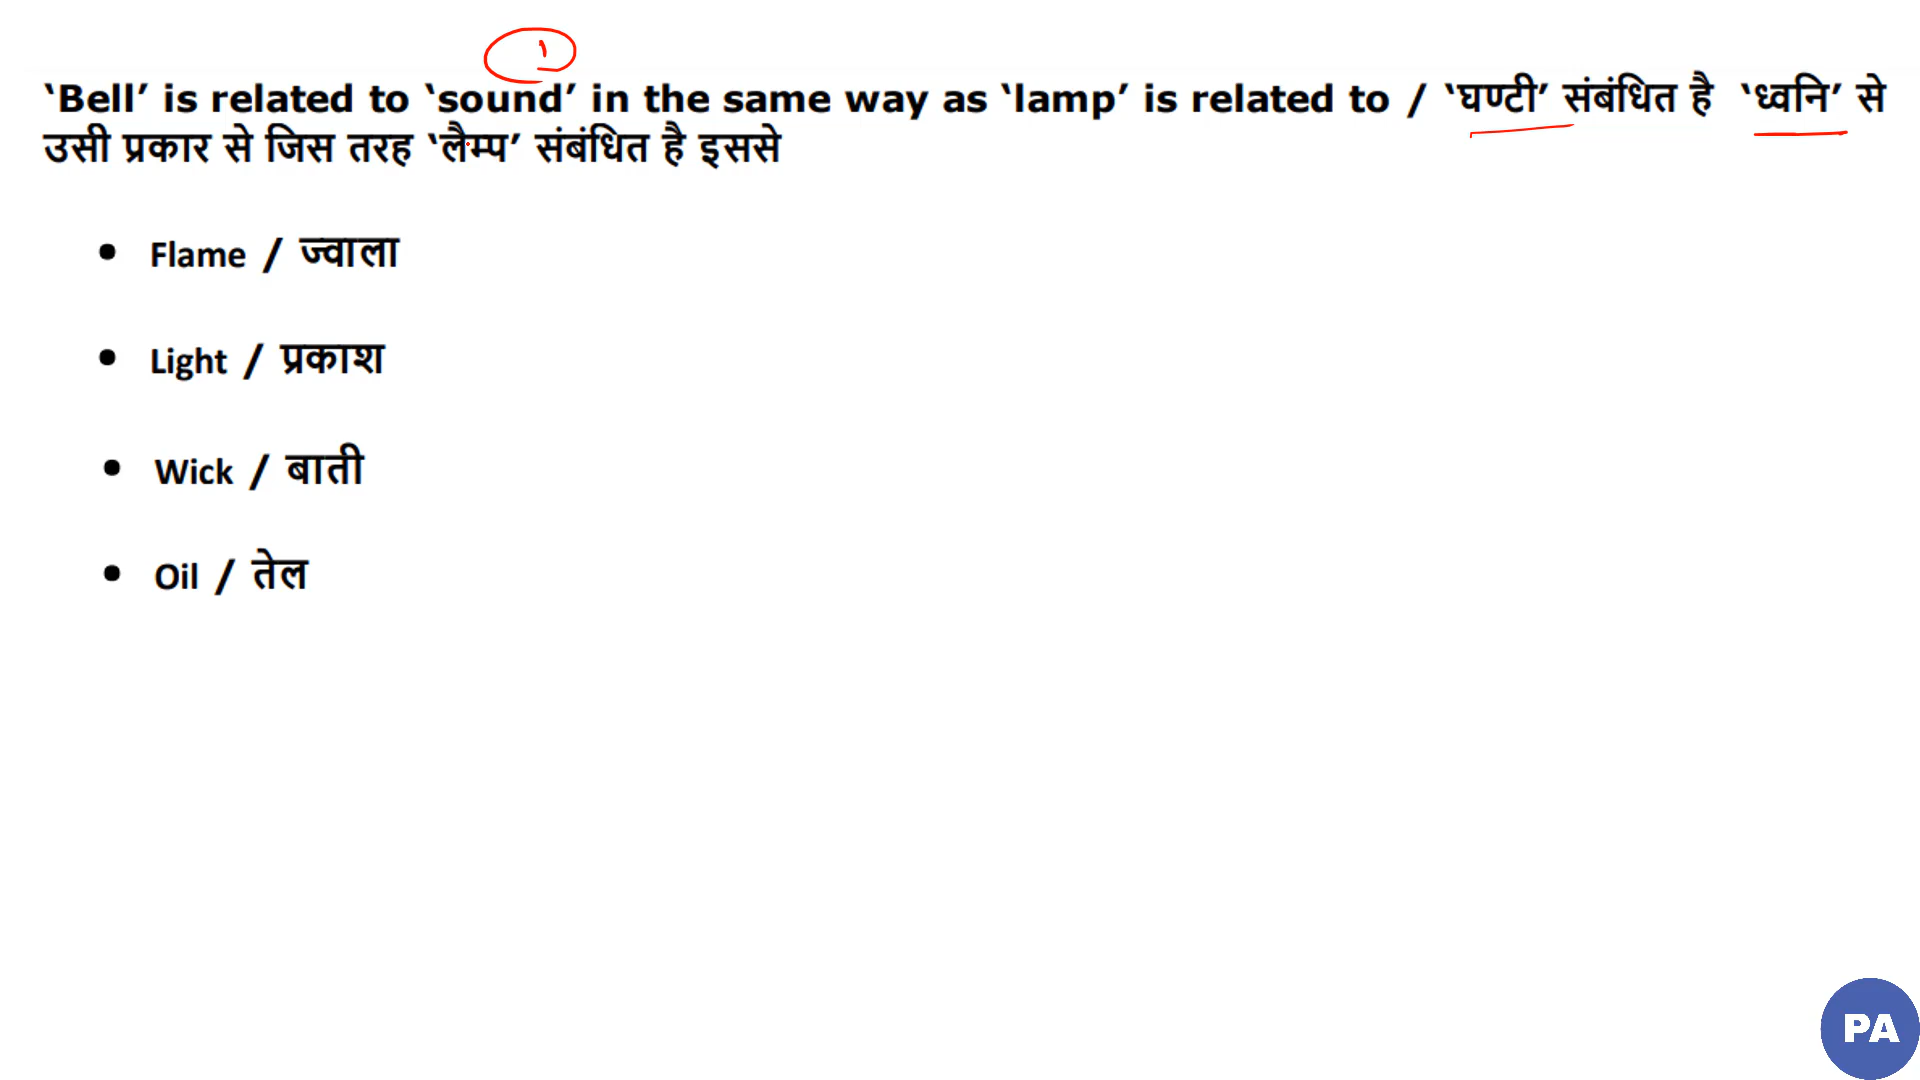 १
‘Bell’ is related to ‘sound’ in the same way as ‘lamp’ is related to / ‘घण्टी’ संबंधित है ‘ध्वनि’ से
उसी प्रकार से जिस तरह ‘लैम्प’ संबंधित है इससे
• Flame / ज्वाला
• Light / प्रकाश
• Wick / बाती
• Oil / तेल
PA